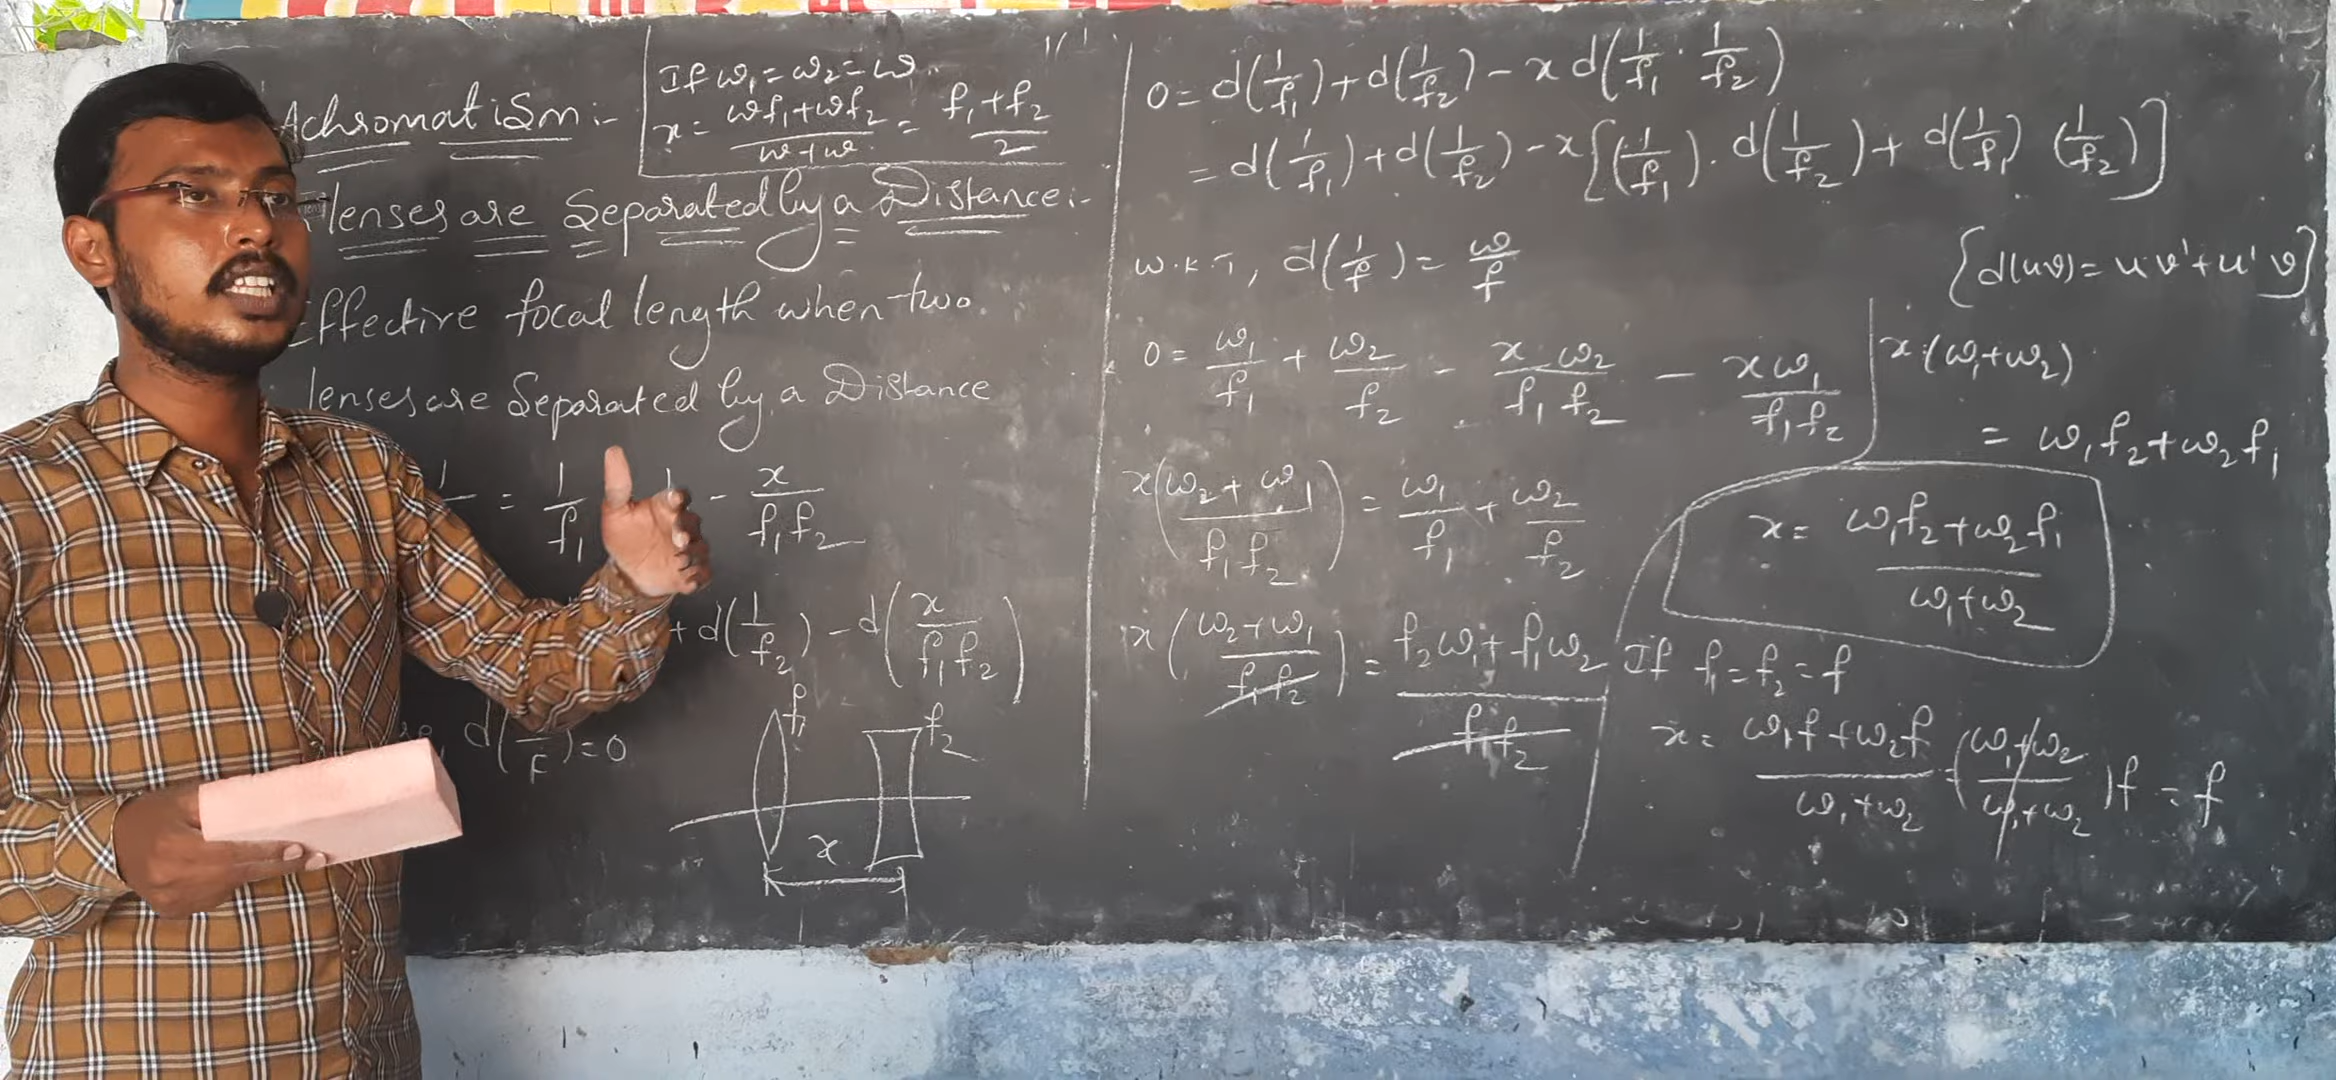 Achromatism :-
lenses are Separated by a Distance :-
Effective focal length when two
lenses are Separated by a Distance
1 = 1/f₁ 1 - x/f₁f₂
+ d(1/f₂) - d(x/f₁f₂)
d(1/F) = 0
f₁ f₂
x
If ω₁ = ω₂ = ω
x = ωf₁+ωf₂/ω+ω = f₁+f₂/2
0 = d(1/f₁) + d(1/f₂) - x d(1/f₁ · 1/f₂)
= d(1/f₁) + d(1/f₂) - x[(1/f₁) · d(1/f₂) + d(1/f₁) (1/f₂)]
w.k.T, d(1/f) = ω/f
{d(uv) = uv' + u'v}
0 = ω₁/f₁ + ω₂/f₂ - x ω₂/f₁f₂ - xω₁/f₁f₂
x(ω₂+ω₁/f₁f₂) = ω₁/f₁ + ω₂/f₂
x(ω₂+ω₁/f₁f₂) = f₂ω₁+f₁ω₂/f₁f₂
x(ω₁+ω₂)
= ω₁f₂+ω₂f₁
x = ω₁f₂+ω₂f₁/ω₁+ω₂
If f₁ = f₂ = f
x = ω₁f+ω₂f/ω₁+ω₂ = (ω₁+ω₂/ω₁+ω₂)f = f